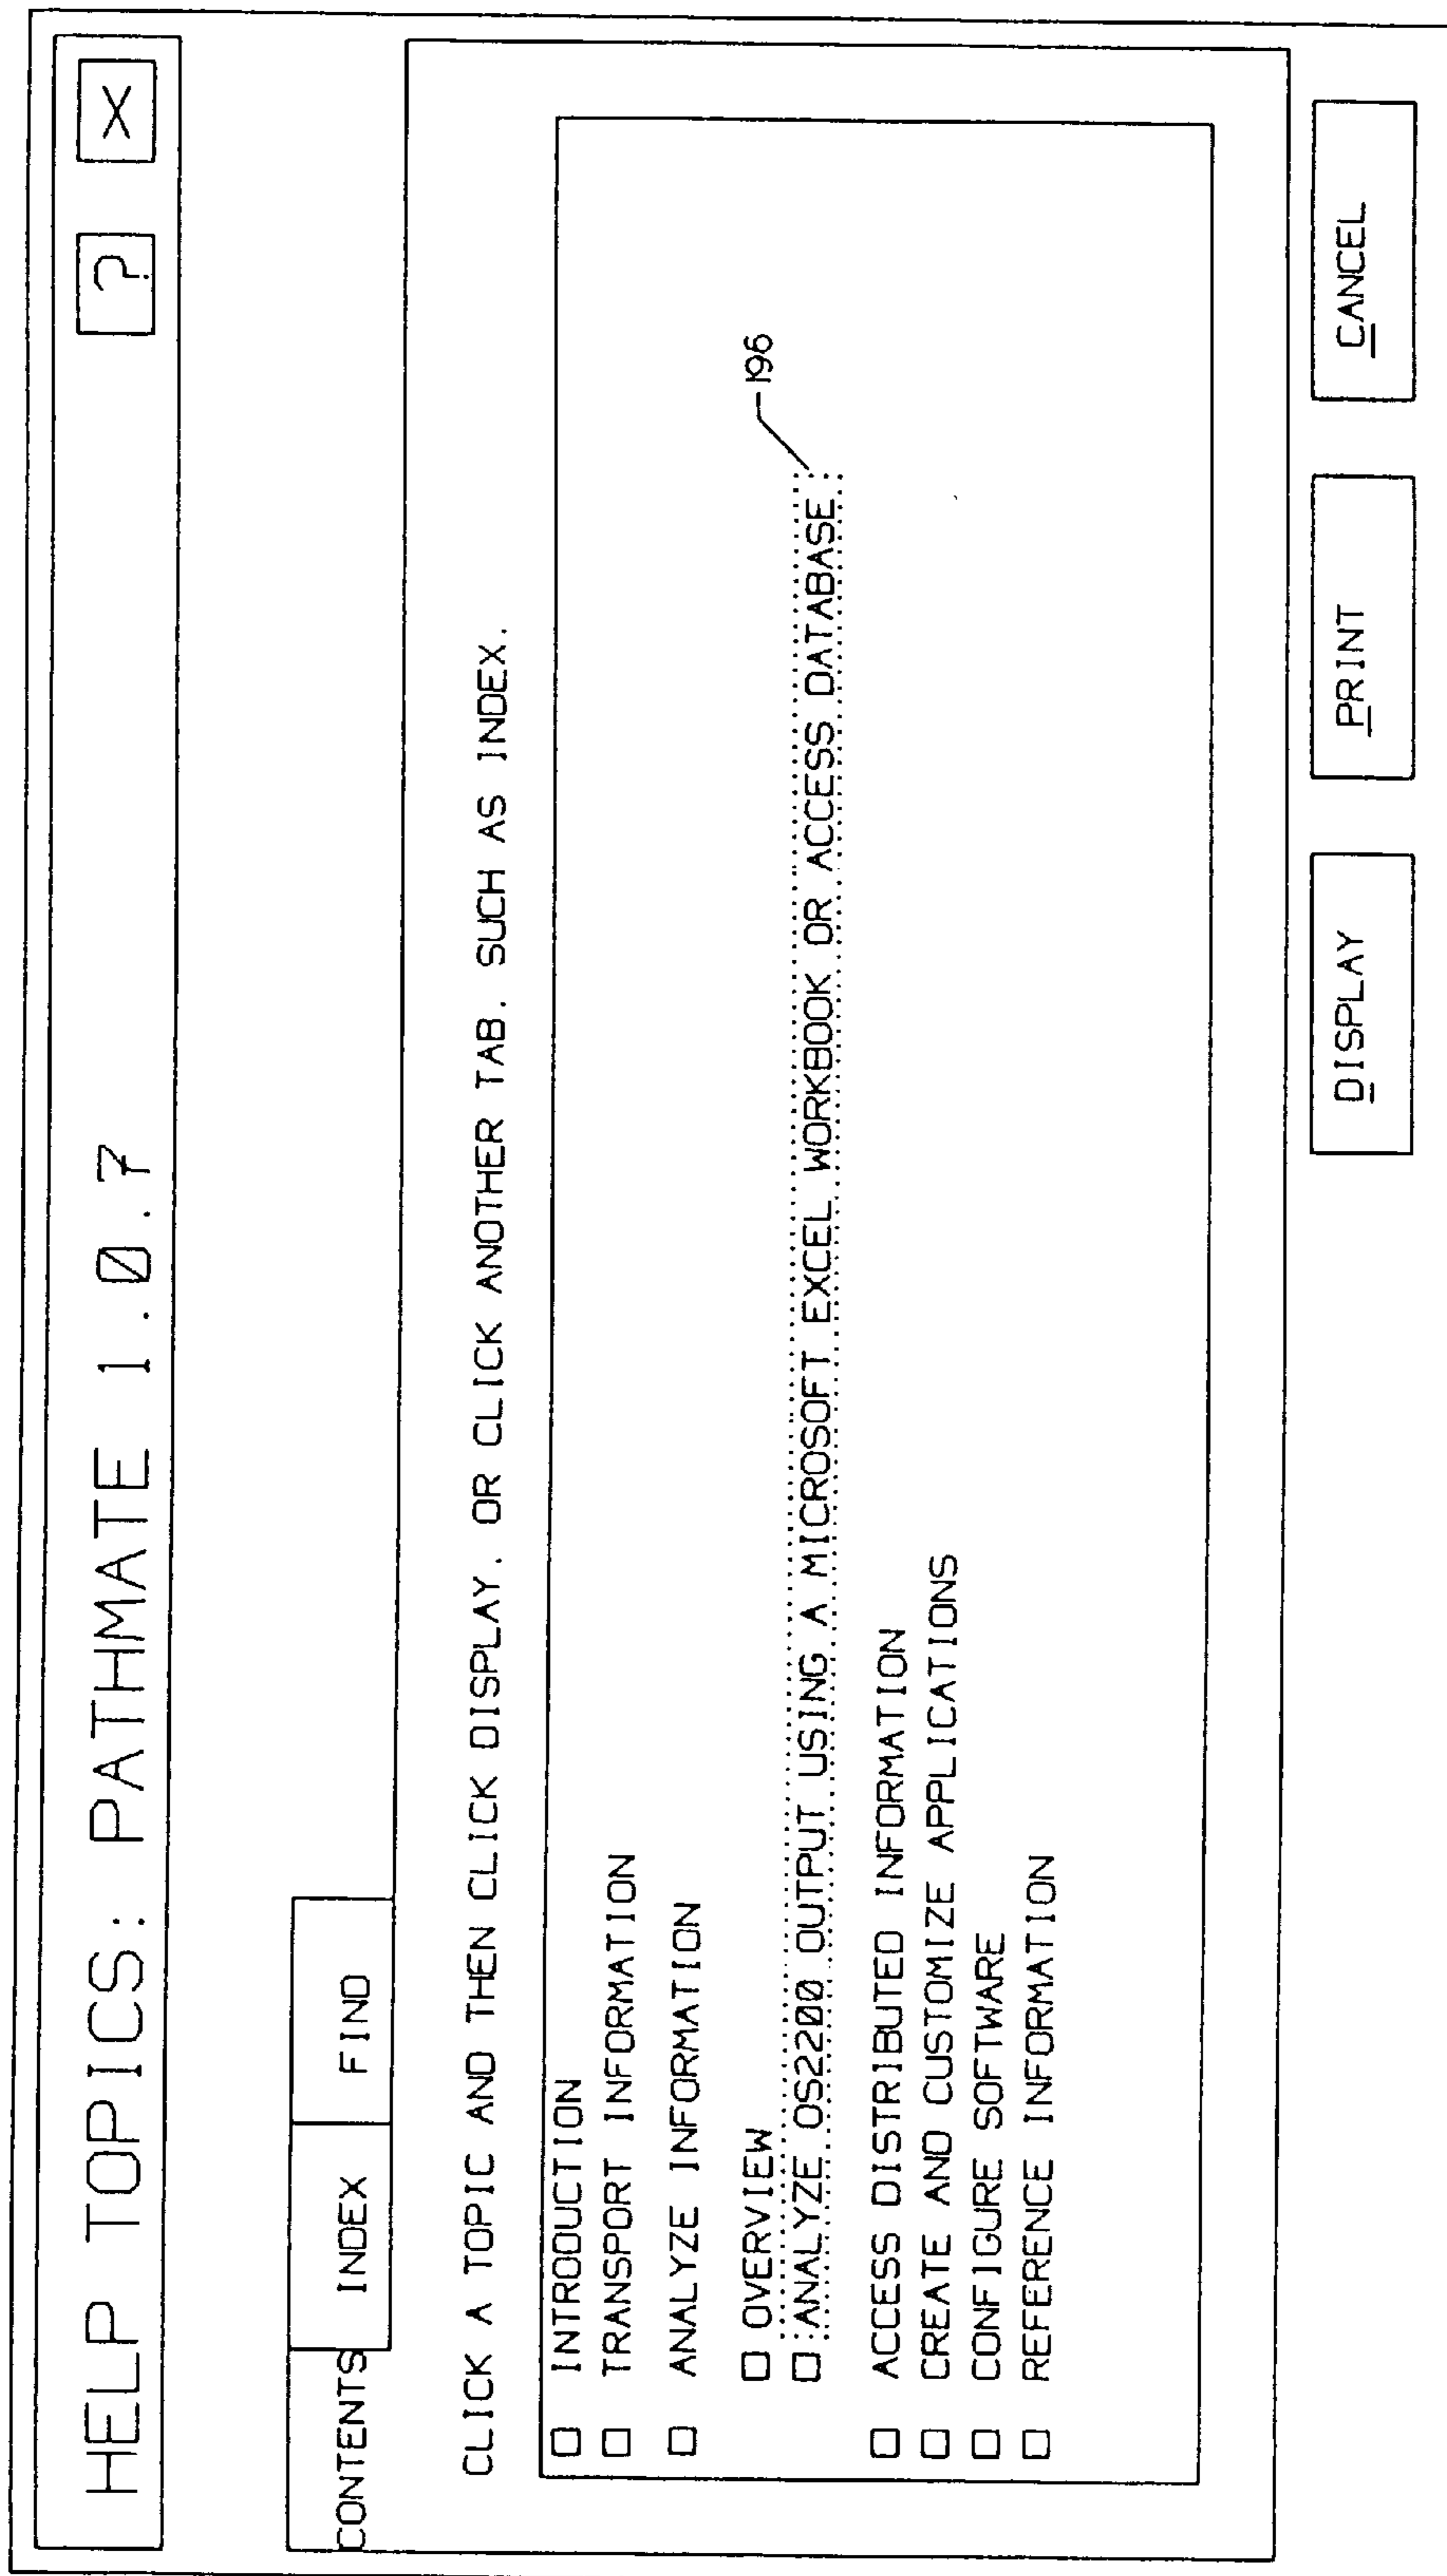 HELP TOPICS: PATHMATE 1.0.7 ? X
CONTENTS INDEX FIND
CLICK A TOPIC AND THEN CLICK DISPLAY. OR CLICK ANOTHER TAB. SUCH AS INDEX.
INTRODUCTION
TRANSPORT INFORMATION
ANALYZE INFORMATION
OVERVIEW
196
ANALYZE OS2200 OUTPUT USING A MICROSOFT EXCEL WORKBOOK OR ACCESS DATABASE
ACCESS DISTRIBUTED INFORMATION
CREATE AND CUSTOMIZE APPLICATIONS
CONFIGURE SOFTWARE
REFERENCE INFORMATION
DISPLAY PRINT CANCEL